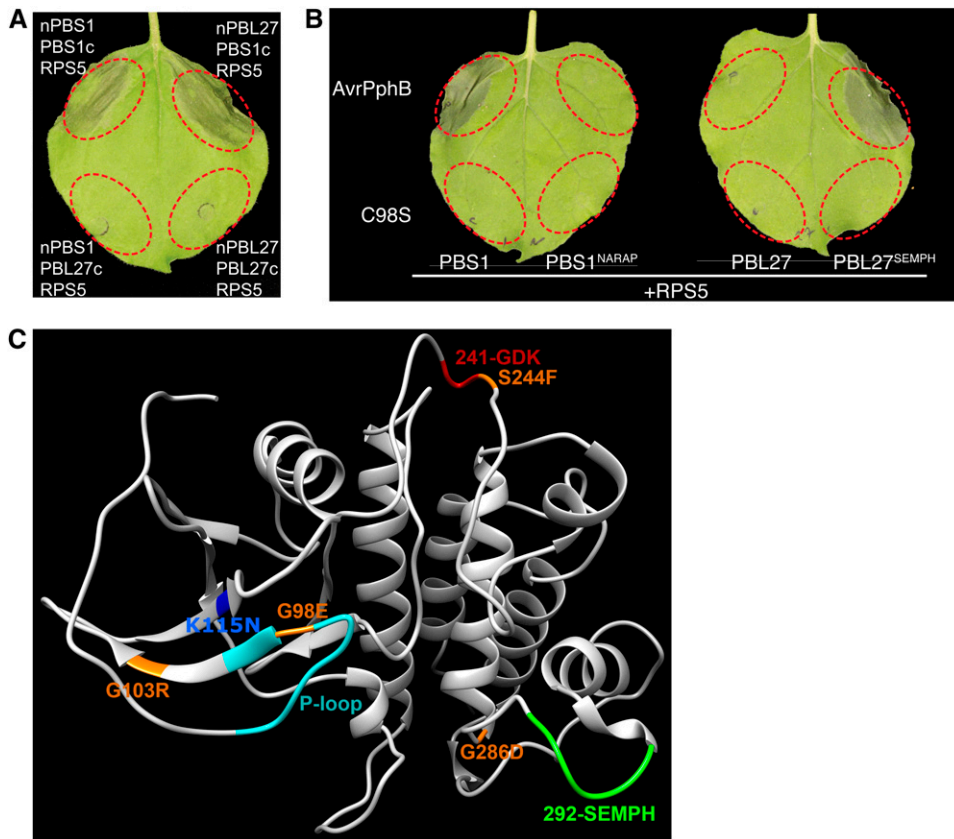 A
nPBS1
PBS1c
RPS5
nPBL27
PBS1c
RPS5
nPBS1
PBL27c
RPS5
nPBL27
PBL27c
RPS5
B
AvrPphB
C98S
PBS1
PBS1NARAP
PBL27
PBL27SEMPH
+RPS5
C
241-GDK
S244F
K115N
G98E
G103R
P-loop
G286D
292-SEMPH